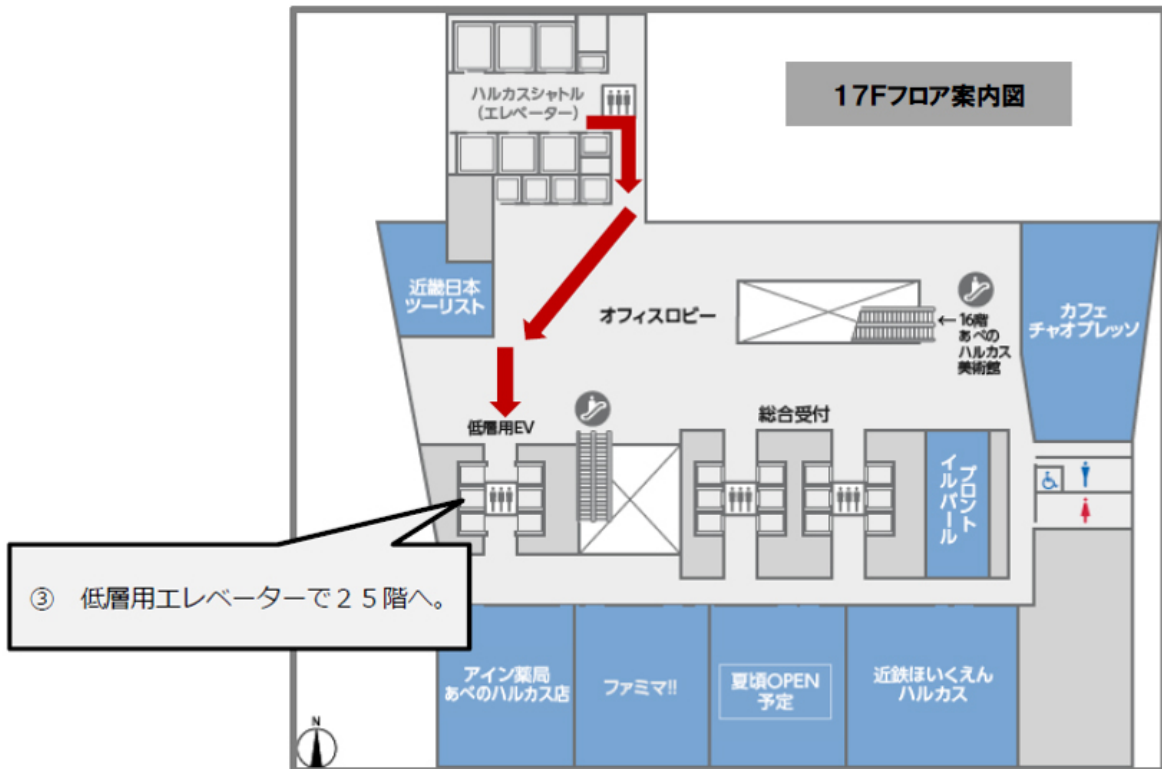 17Fフロア案内図
ハルカスシャトル
(エレベーター)
近畿日本
ツーリスト
オフィスロビー
←16階
あべの
ハルカス
美術館
カフェ
チャオプレッソ
低層用EV
総合受付
プロント
イルバール
③　低層用エレベーターで25階へ。
アイン薬局
あべのハルカス店
ファミマ!!
夏頃OPEN
予定
近鉄ほいくえん
ハルカス
N